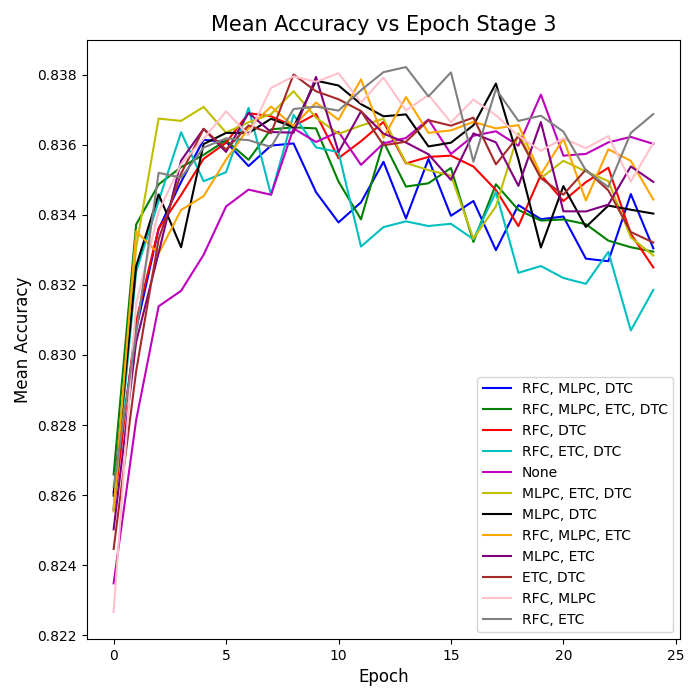 Mean Accuracy vs Epoch Stage 3
0.838
0.836
0.834
0.832
0.830
0.828
0.826
0.824
0.822
Mean Accuracy
RFC, MLPC, DTC
RFC, MLPC, ETC, DTC
RFC, DTC
RFC, ETC, DTC
None
MLPC, ETC, DTC
MLPC, DTC
RFC, MLPC, ETC
MLPC, ETC
ETC, DTC
RFC, MLPC
RFC, ETC
0 5 10 15 20 25
Epoch